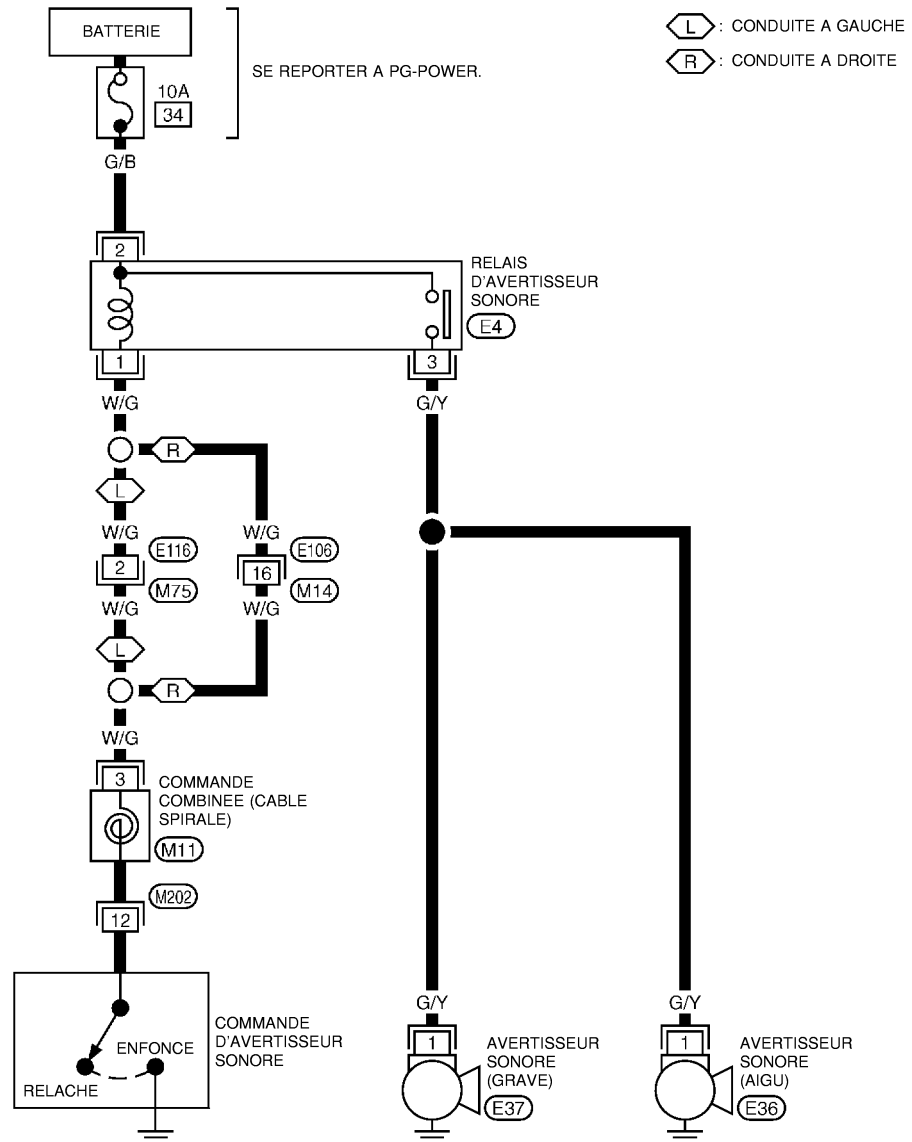 BATTERIE
10A
34
SE REPORTER A PG-POWER.
L : CONDUITE A GAUCHE
R : CONDUITE A DROITE
G/B
2
RELAIS
D'AVERTISSEUR
SONORE
E4
1
3
W/G
G/Y
R
L
W/G
W/G
2
E116
M75
16
E106
M14
W/G
W/G
L
R
W/G
3
COMMANDE
COMBINEE (CABLE
SPIRALE)
M11
M202
12
COMMANDE
D'AVERTISSEUR
SONORE
ENFONCE
RELACHE
G/Y
G/Y
1
AVERTISSEUR
SONORE
(GRAVE)
E37
1
AVERTISSEUR
SONORE
(AIGU)
E36